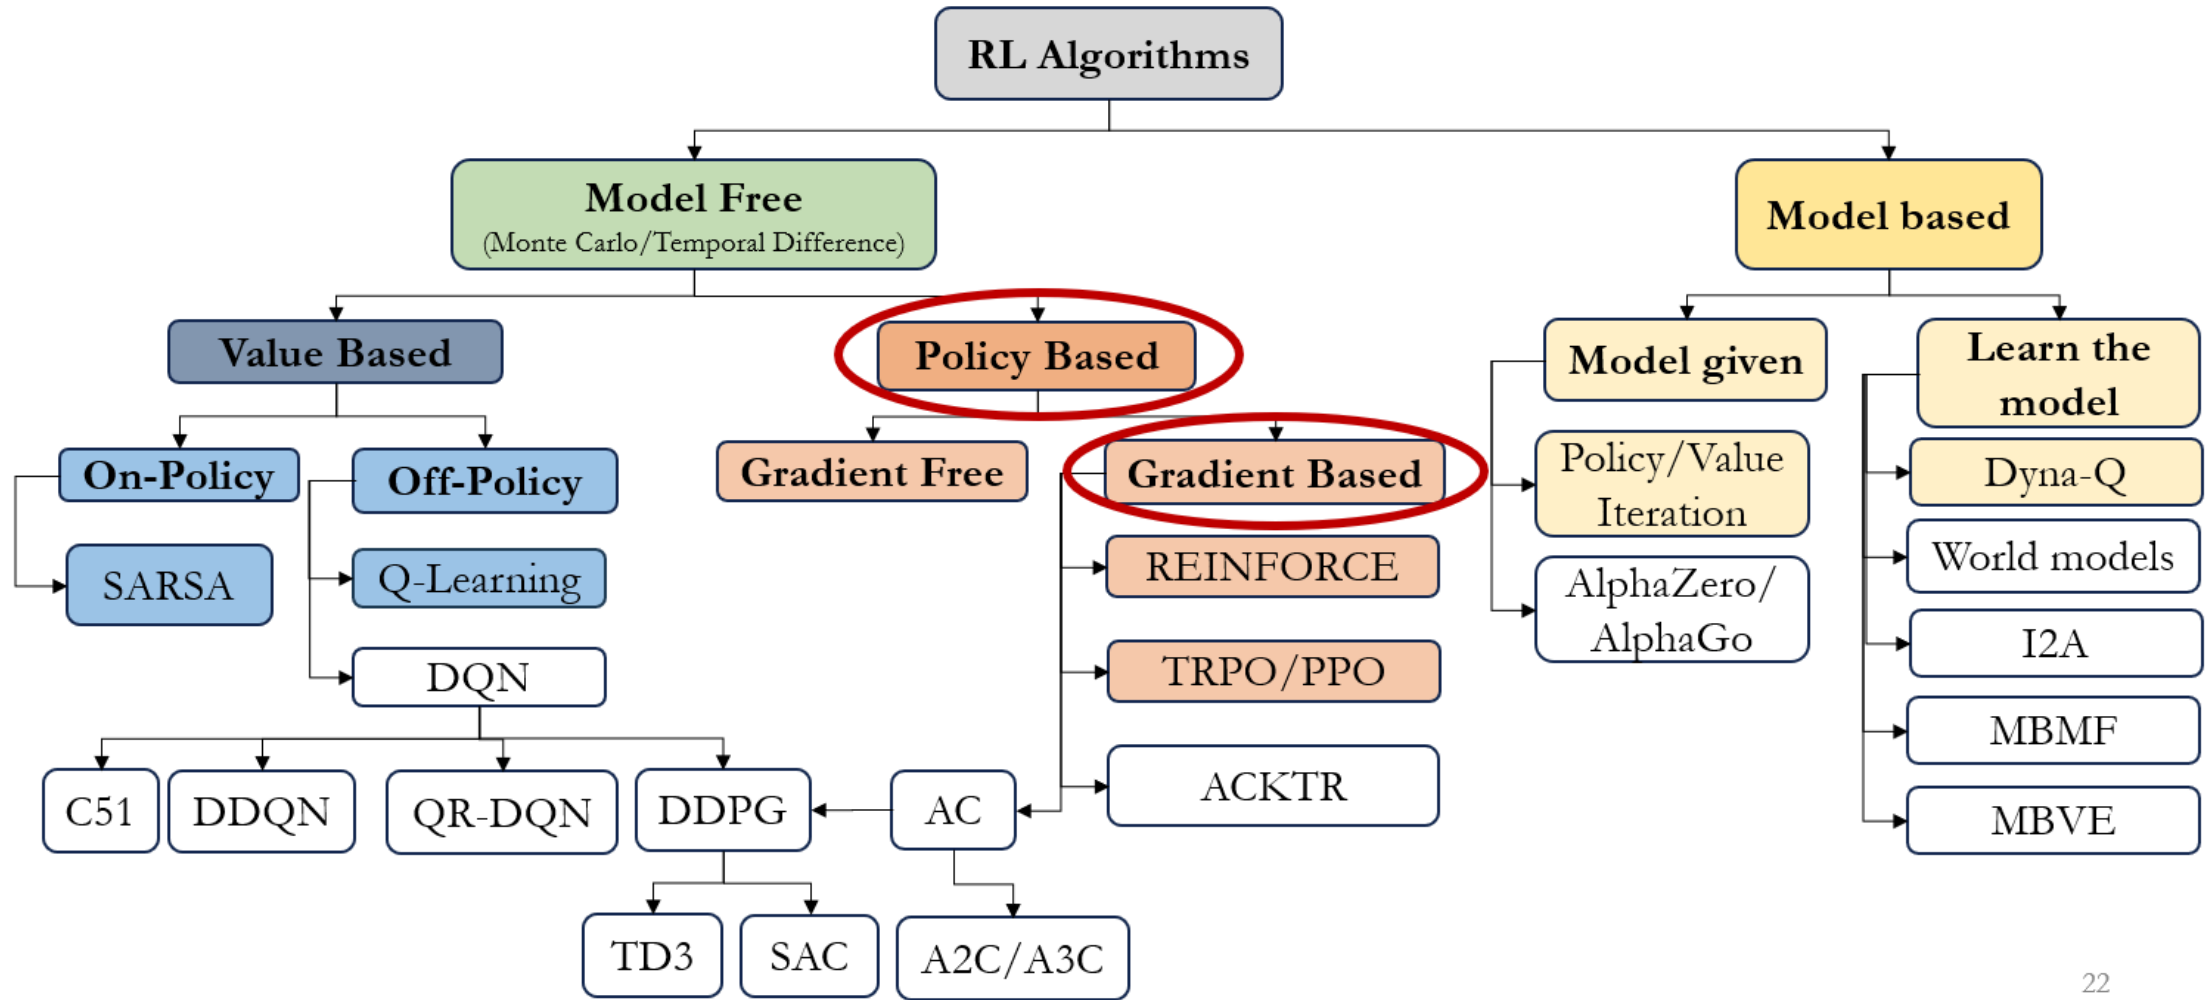 RL Algorithms
Model Free
(Monte Carlo/Temporal Difference)
Model based
Value Based
Policy Based
Model given
Learn the
model
On-Policy
Off-Policy
Gradient Free
Gradient Based
Policy/Value
Iteration
Dyna-Q
SARSA
Q-Learning
REINFORCE
AlphaZero/
AlphaGo
World models
DQN
TRPO/PPO
I2A
MBMF
C51
DDQN
QR-DQN
DDPG
AC
ACKTR
MBVE
TD3
SAC
A2C/A3C
22